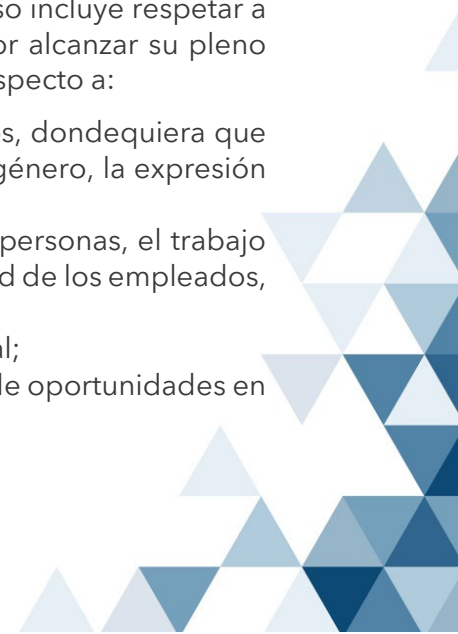 so incluye respetar a
or alcanzar su pleno
specto a:
s, dondequiera que
género, la expresión
personas, el trabajo
d de los empleados,
l;
le oportunidades en